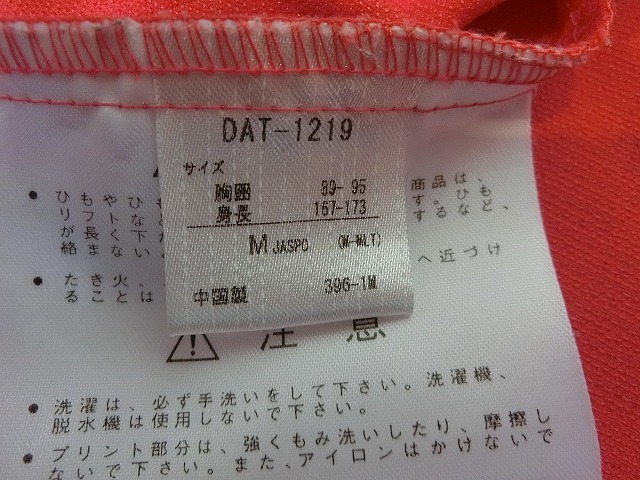 DAT-1219
サイズ
胸囲 89-95
身長 167-173
M JASPO (W-WLT)
中国製 396-1M
ひもやひも 商品は、
リフトな す。ひも
が長く下が するなど、
絡まない
たき火、 へ近づけ
ることは
注意
洗濯は、必ず手洗いをして下さい。洗濯機、
脱水機は使用しないで下さい。
プリント部分は、強くもみ洗いしたり、摩擦し
ないで下さい。また、アイロンはかけないで